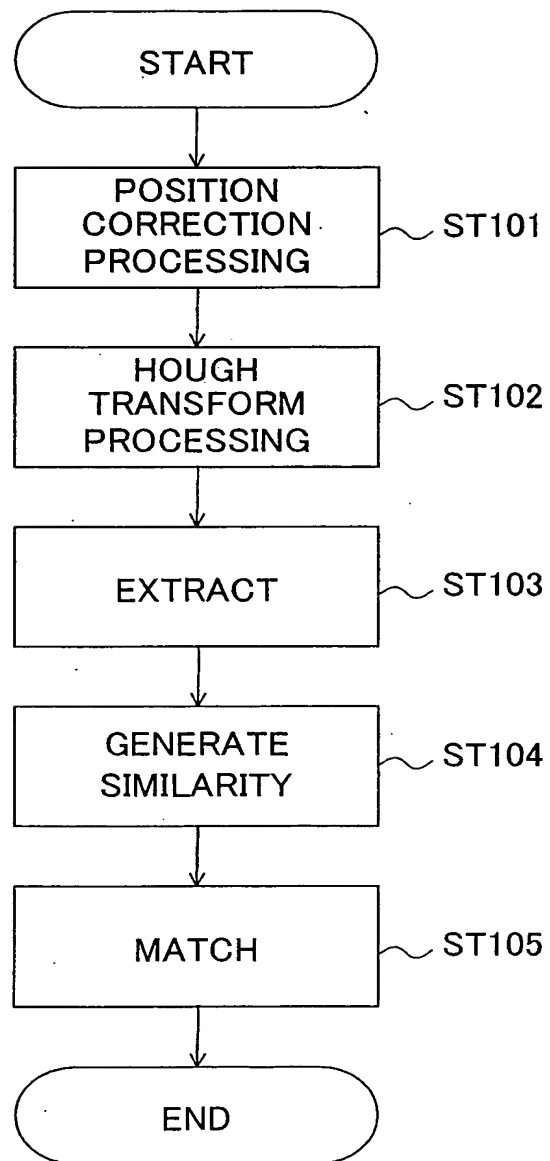 START
POSITION
CORRECTION
PROCESSING
ST101
HOUGH
TRANSFORM
PROCESSING
ST102
EXTRACT
ST103
GENERATE
SIMILARITY
ST104
MATCH
ST105
END